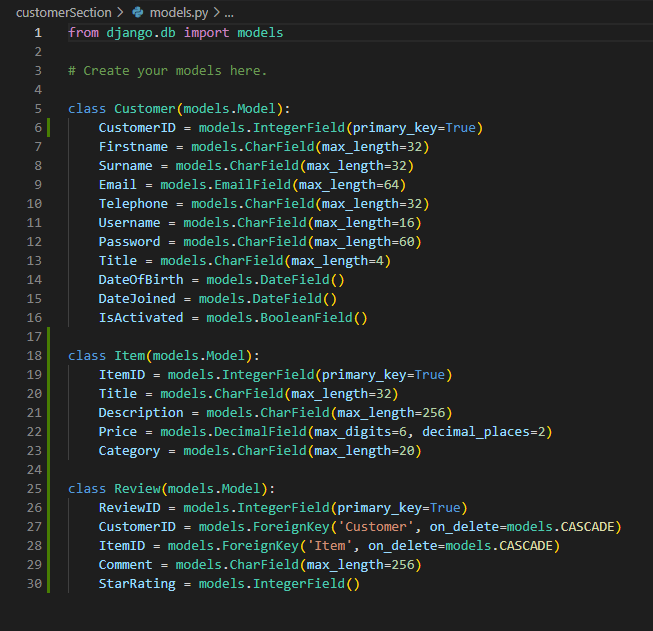 customerSection > models.py > ...
1 from django.db import models
2
3 # Create your models here.
4
5 class Customer(models.Model):
6     CustomerID = models.IntegerField(primary_key=True)
7     Firstname = models.CharField(max_length=32)
8     Surname = models.CharField(max_length=32)
9     Email = models.EmailField(max_length=64)
10     Telephone = models.CharField(max_length=32)
11     Username = models.CharField(max_length=16)
12     Password = models.CharField(max_length=60)
13     Title = models.CharField(max_length=4)
14     DateOfBirth = models.DateField()
15     DateJoined = models.DateField()
16     IsActivated = models.BooleanField()
17
18 class Item(models.Model):
19     ItemID = models.IntegerField(primary_key=True)
20     Title = models.CharField(max_length=32)
21     Description = models.CharField(max_length=256)
22     Price = models.DecimalField(max_digits=6, decimal_places=2)
23     Category = models.CharField(max_length=20)
24
25 class Review(models.Model):
26     ReviewID = models.IntegerField(primary_key=True)
27     CustomerID = models.ForeignKey('Customer', on_delete=models.CASCADE)
28     ItemID = models.ForeignKey('Item', on_delete=models.CASCADE)
29     Comment = models.CharField(max_length=256)
30     StarRating = models.IntegerField()